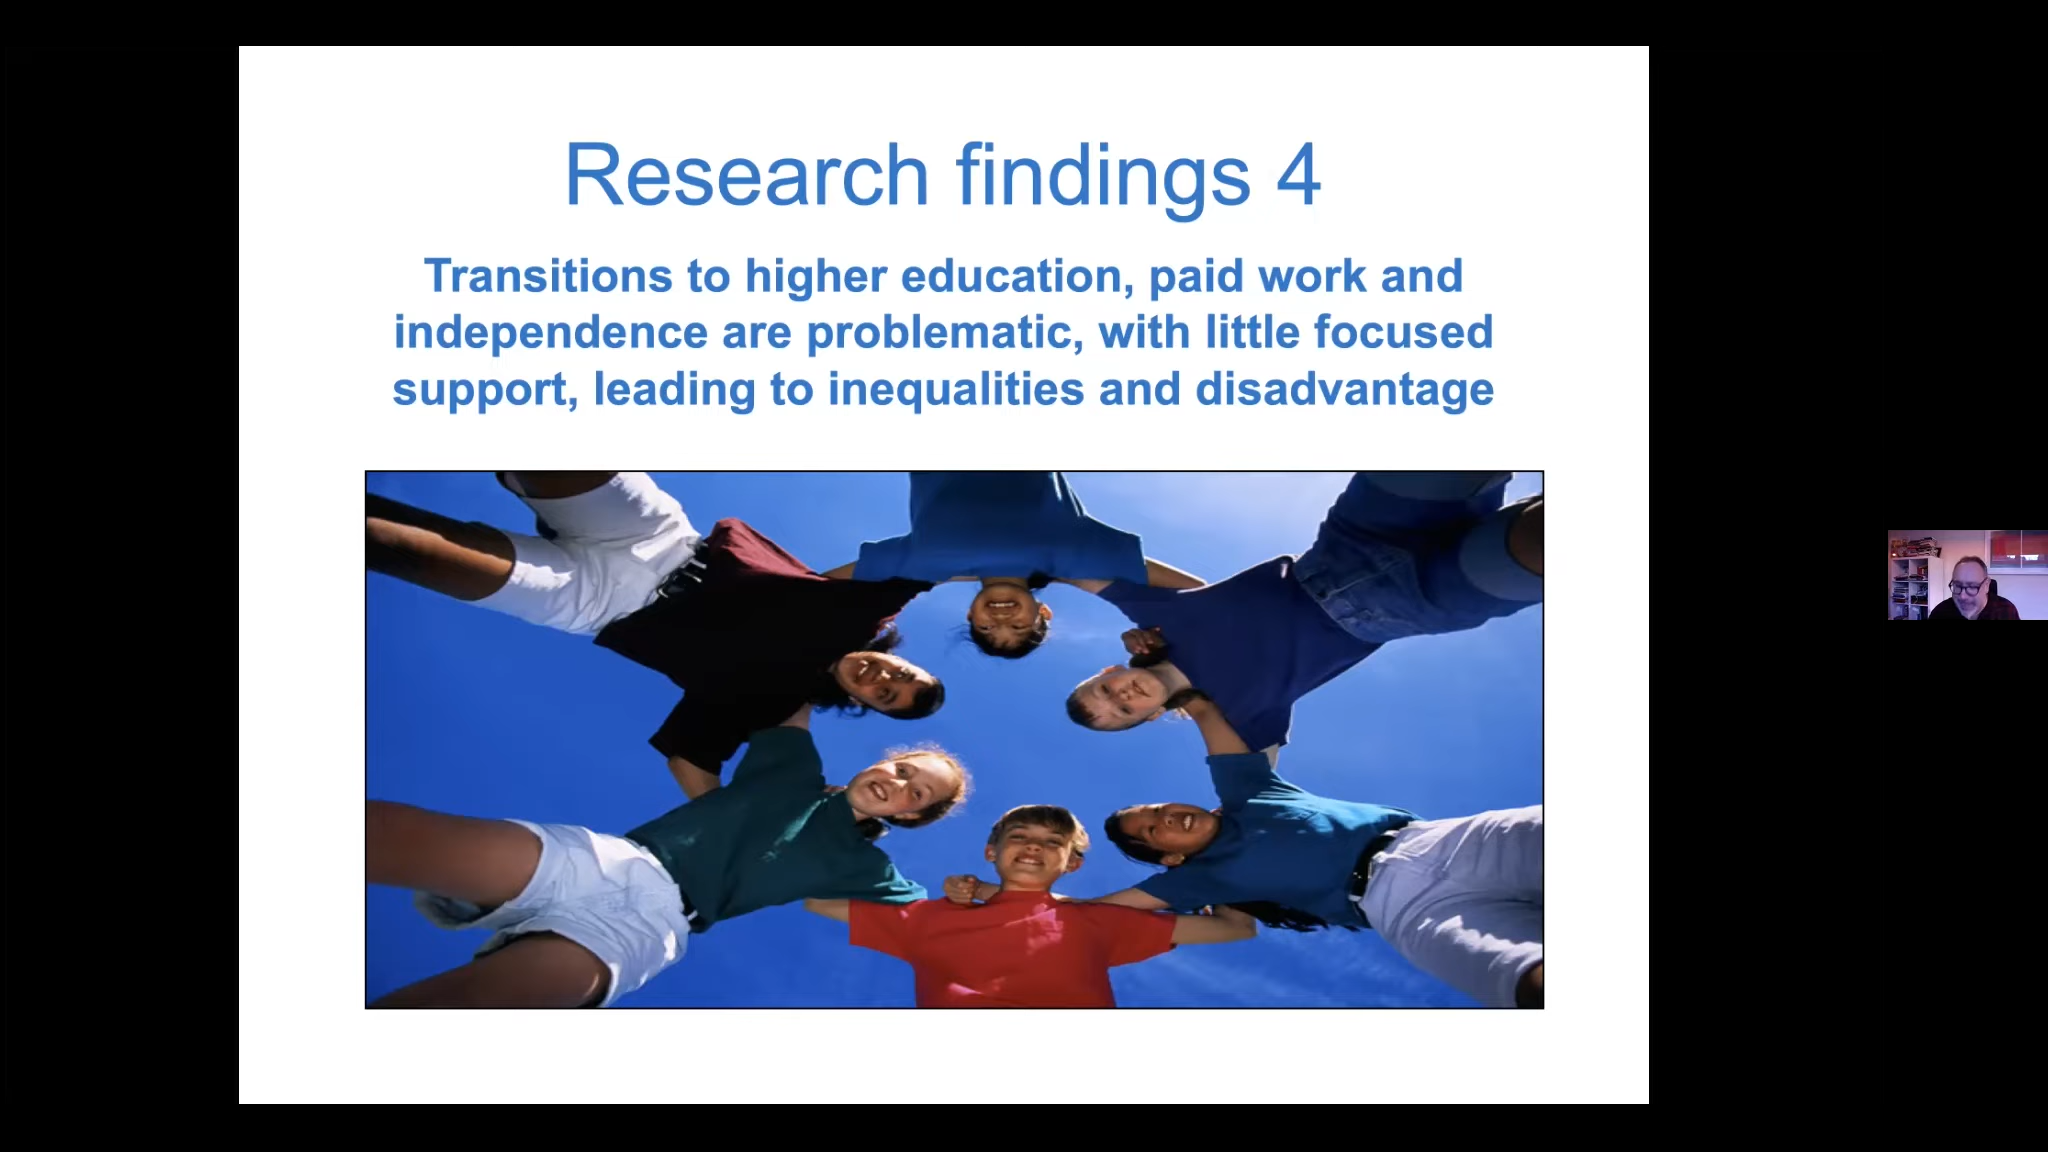 Research findings 4
Transitions to higher education, paid work and
independence are problematic, with little focused
support, leading to inequalities and disadvantage